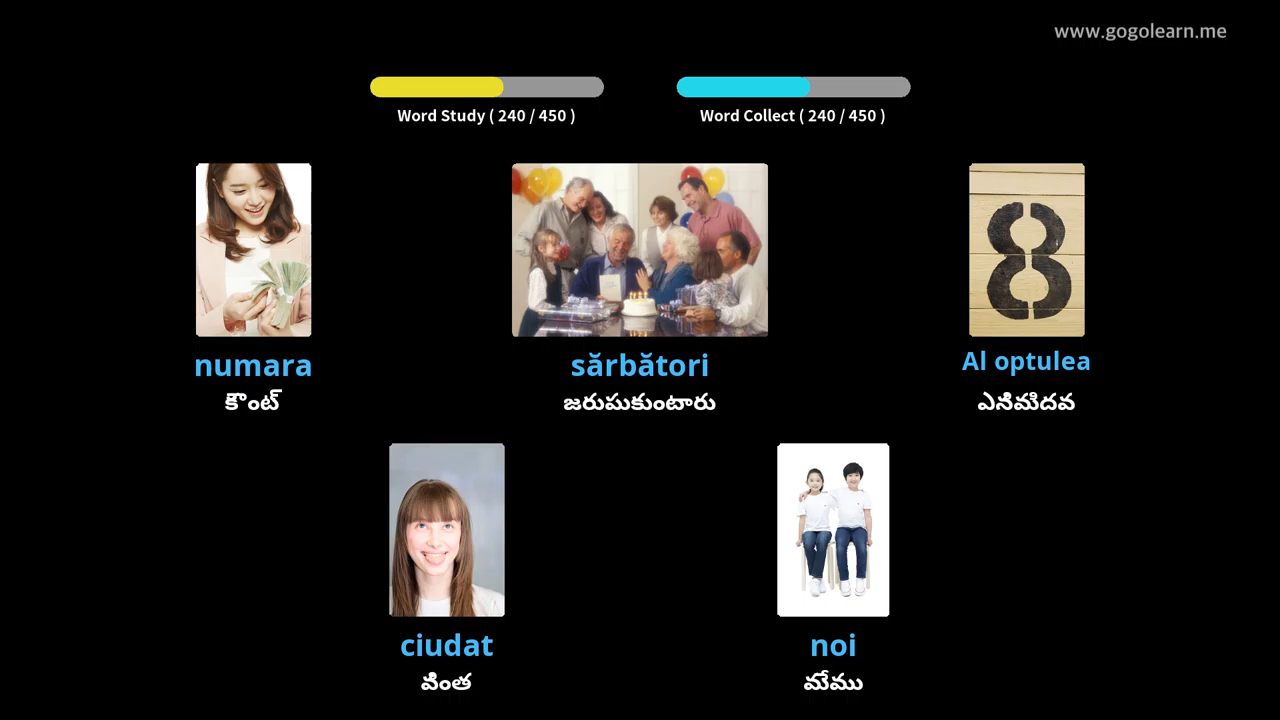 www.gogolearn.me
Word Study ( 240 / 450 )
Word Collect ( 240 / 450 )
numara
కౌంట్
sărbători
జరుపుకుంటారు
Al optulea
ఎనిమిదవ
ciudat
వింత
noi
మేము